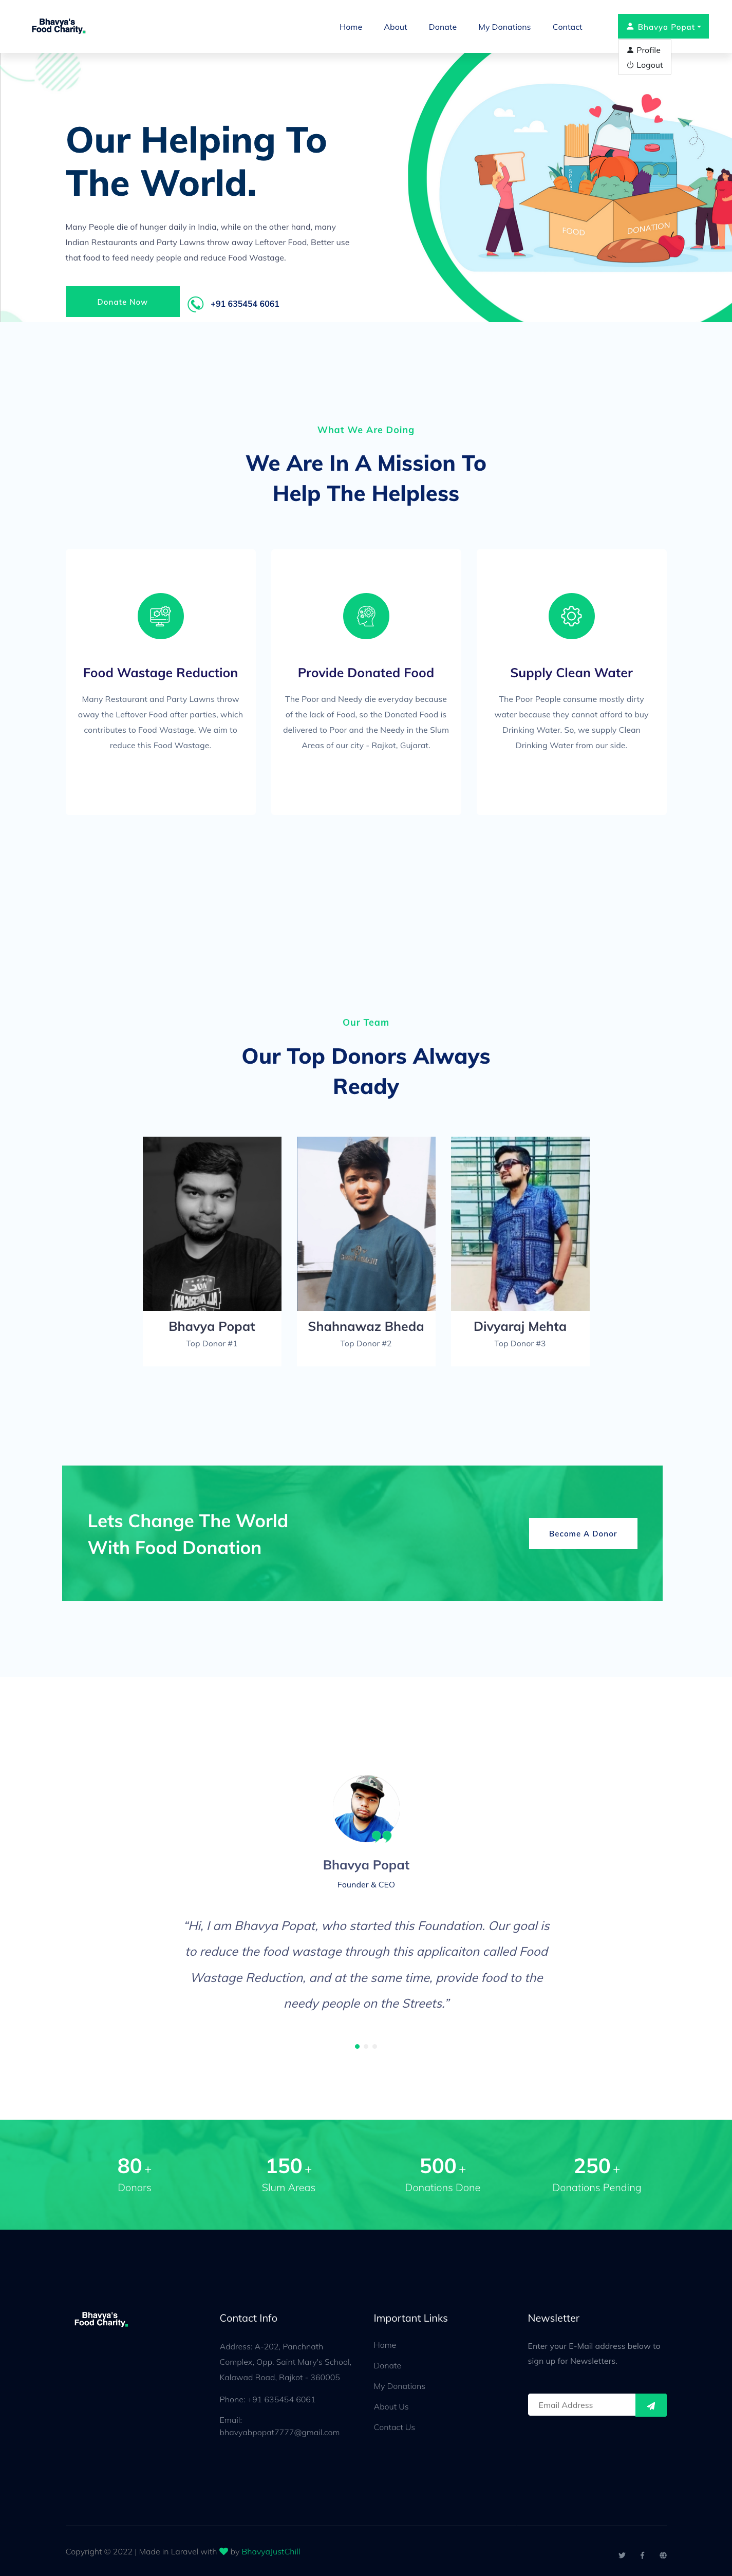 Bhavya's
Food Charity.
Home About Donate My Donations Contact
Bhavya Popat
Profile
Logout
Our Helping To
The World.
Many People die of hunger daily in India, while on the other hand, many
Indian Restaurants and Party Lawns throw away Leftover Food, Better use
that food to feed needy people and reduce Food Wastage.
Donate Now
+91 635454 6061
FOOD
DONATION
What We Are Doing
We Are In A Mission To
Help The Helpless
Food Wastage Reduction
Many Restaurant and Party Lawns throw
away the Leftover Food after parties, which
contributes to Food Wastage. We aim to
reduce this Food Wastage.
Provide Donated Food
The Poor and Needy die everyday because
of the lack of Food, so the Donated Food is
delivered to Poor and the Needy in the Slum
Areas of our city - Rajkot, Gujarat.
Supply Clean Water
The Poor People consume mostly dirty
water because they cannot afford to buy
Drinking Water. So, we supply Clean
Drinking Water from our side.
Our Team
Our Top Donors Always
Ready
Bhavya Popat
Top Donor #1
Shahnawaz Bheda
Top Donor #2
Divyaraj Mehta
Top Donor #3
Lets Change The World
With Food Donation
Become A Donor
Bhavya Popat
Founder & CEO
“Hi, I am Bhavya Popat, who started this Foundation. Our goal is
to reduce the food wastage through this applicaiton called Food
Wastage Reduction, and at the same time, provide food to the
needy people on the Streets.”
80 +
Donors
150 +
Slum Areas
500 +
Donations Done
250 +
Donations Pending
Bhavya's
Food Charity.
Contact Info
Address: A-202, Panchnath
Complex, Opp. Saint Mary's School,
Kalawad Road, Rajkot - 360005
Phone: +91 635454 6061
Email:
bhavyabpopat7777@gmail.com
Important Links
Home
Donate
My Donations
About Us
Contact Us
Newsletter
Enter your E-Mail address below to
sign up for Newsletters.
Email Address
Copyright © 2022 | Made in Laravel with by BhavyaJustChill